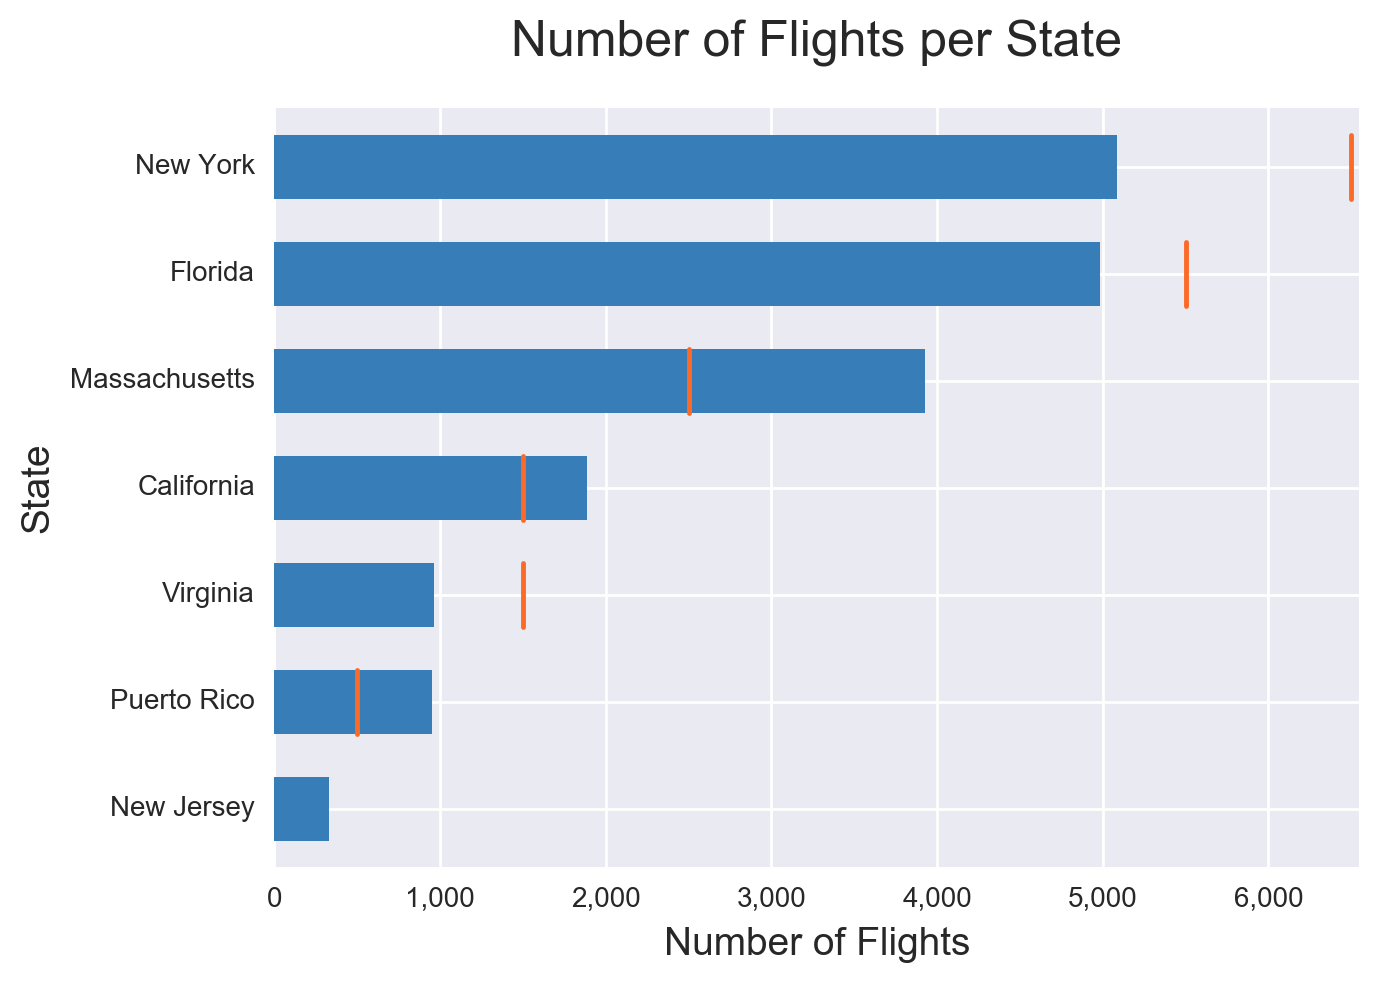 Number of Flights per State
New York
Florida
Massachusetts
California
Virginia
Puerto Rico
New Jersey
State
0 1,000 2,000 3,000 4,000 5,000 6,000
Number of Flights